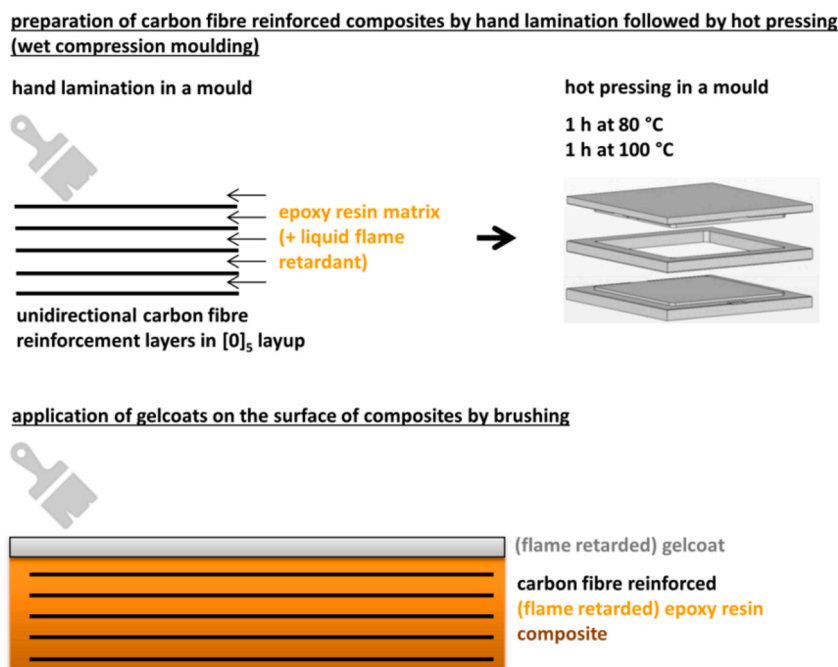 preparation of carbon fibre reinforced composites by hand lamination followed by hot pressing
(wet compression moulding)
hand lamination in a mould
hot pressing in a mould
1 h at 80 °C
1 h at 100 °C
epoxy resin matrix
(+ liquid flame
retardant)
unidirectional carbon fibre
reinforcement layers in [0]₅ layup
application of gelcoats on the surface of composites by brushing
(flame retarded) gelcoat
carbon fibre reinforced
(flame retarded) epoxy resin
composite